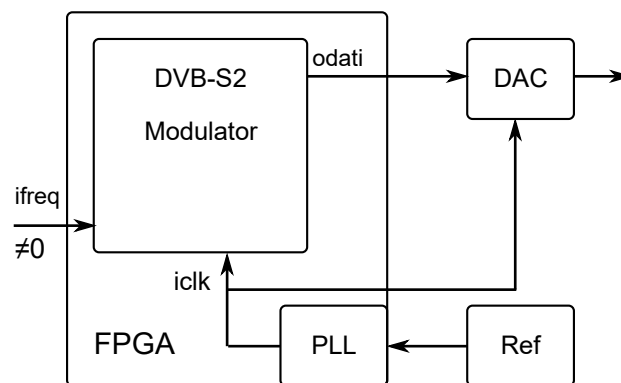 odati
DVB-S2
DAC
Modulator
ifreq
≠0
iclk
FPGA
PLL
Ref